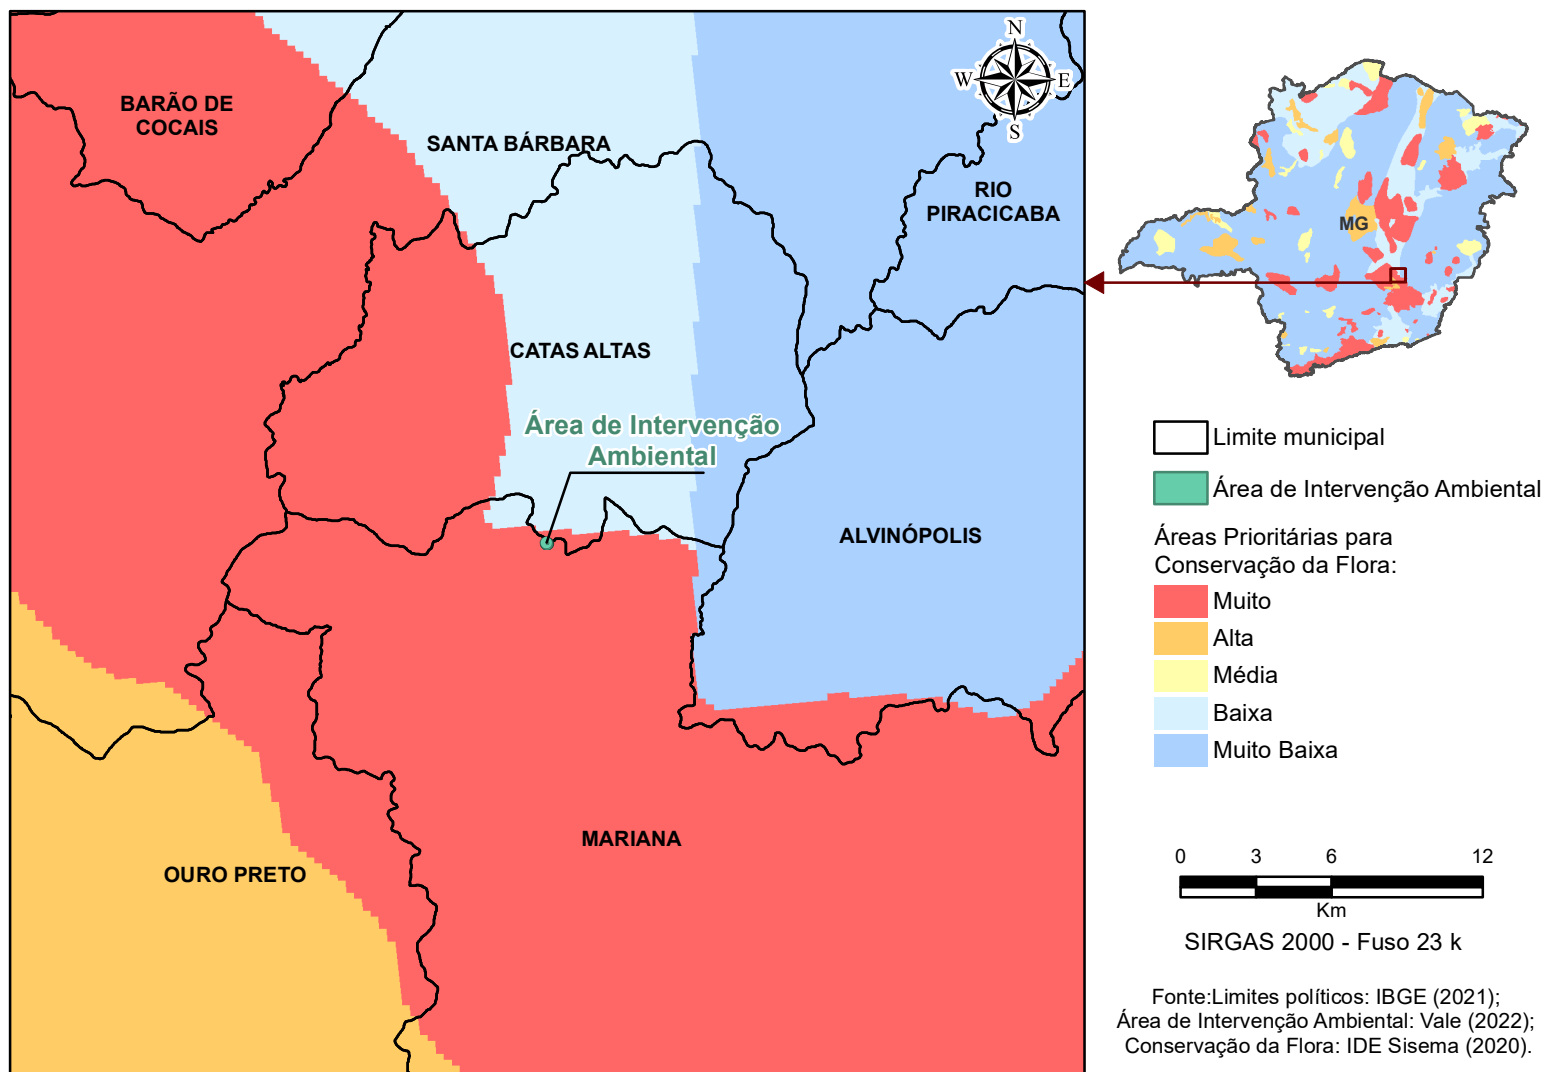 BARÃO DE
COCAIS
SANTA BÁRBARA
N
W
E
S
RIO
PIRACICABA
CATAS ALTAS
Área de Intervenção
Ambiental
ALVINÓPOLIS
MARIANA
OURO PRETO
MG
Limite municipal
Área de Intervenção Ambiental
Áreas Prioritárias para
Conservação da Flora:
Muito
Alta
Média
Baixa
Muito Baixa
0 3 6 12
Km
SIRGAS 2000 - Fuso 23 k
Fonte:Limites políticos: IBGE (2021);
Área de Intervenção Ambiental: Vale (2022);
Conservação da Flora: IDE Sisema (2020).